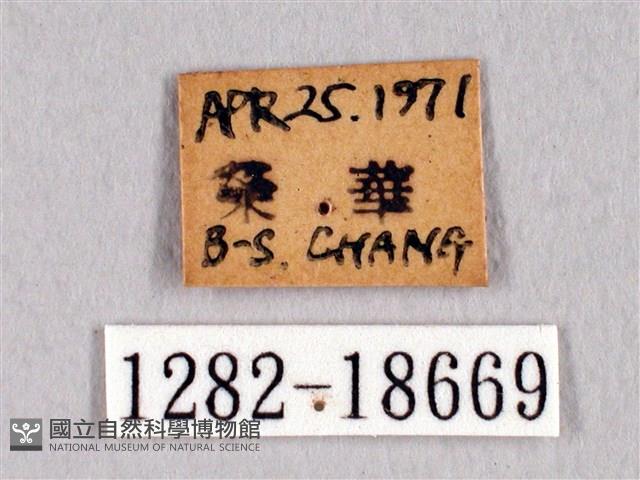 APR 25. 1971
華
B-S. CHANG
1282-18669
國立自然科學博物館
NATIONAL MUSEUM OF NATURAL SCIENCE